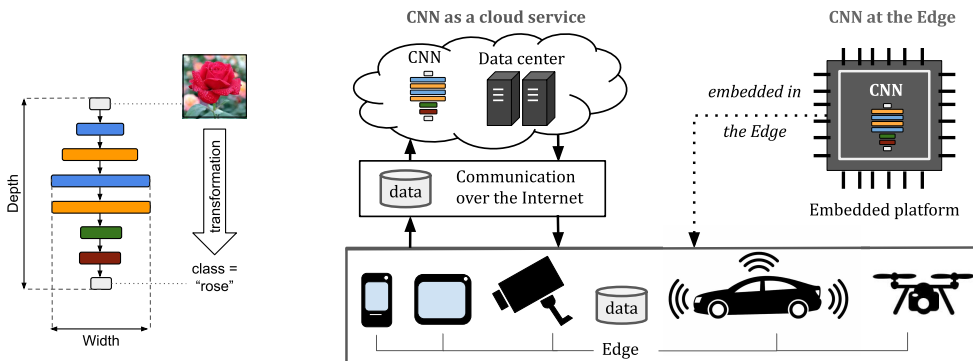 Depth
transformation
class =
"rose"
Width
CNN as a cloud service
CNN
Data center
data
Communication
over the Internet
CNN at the Edge
embedded in
the Edge
CNN
Embedded platform
data
Edge